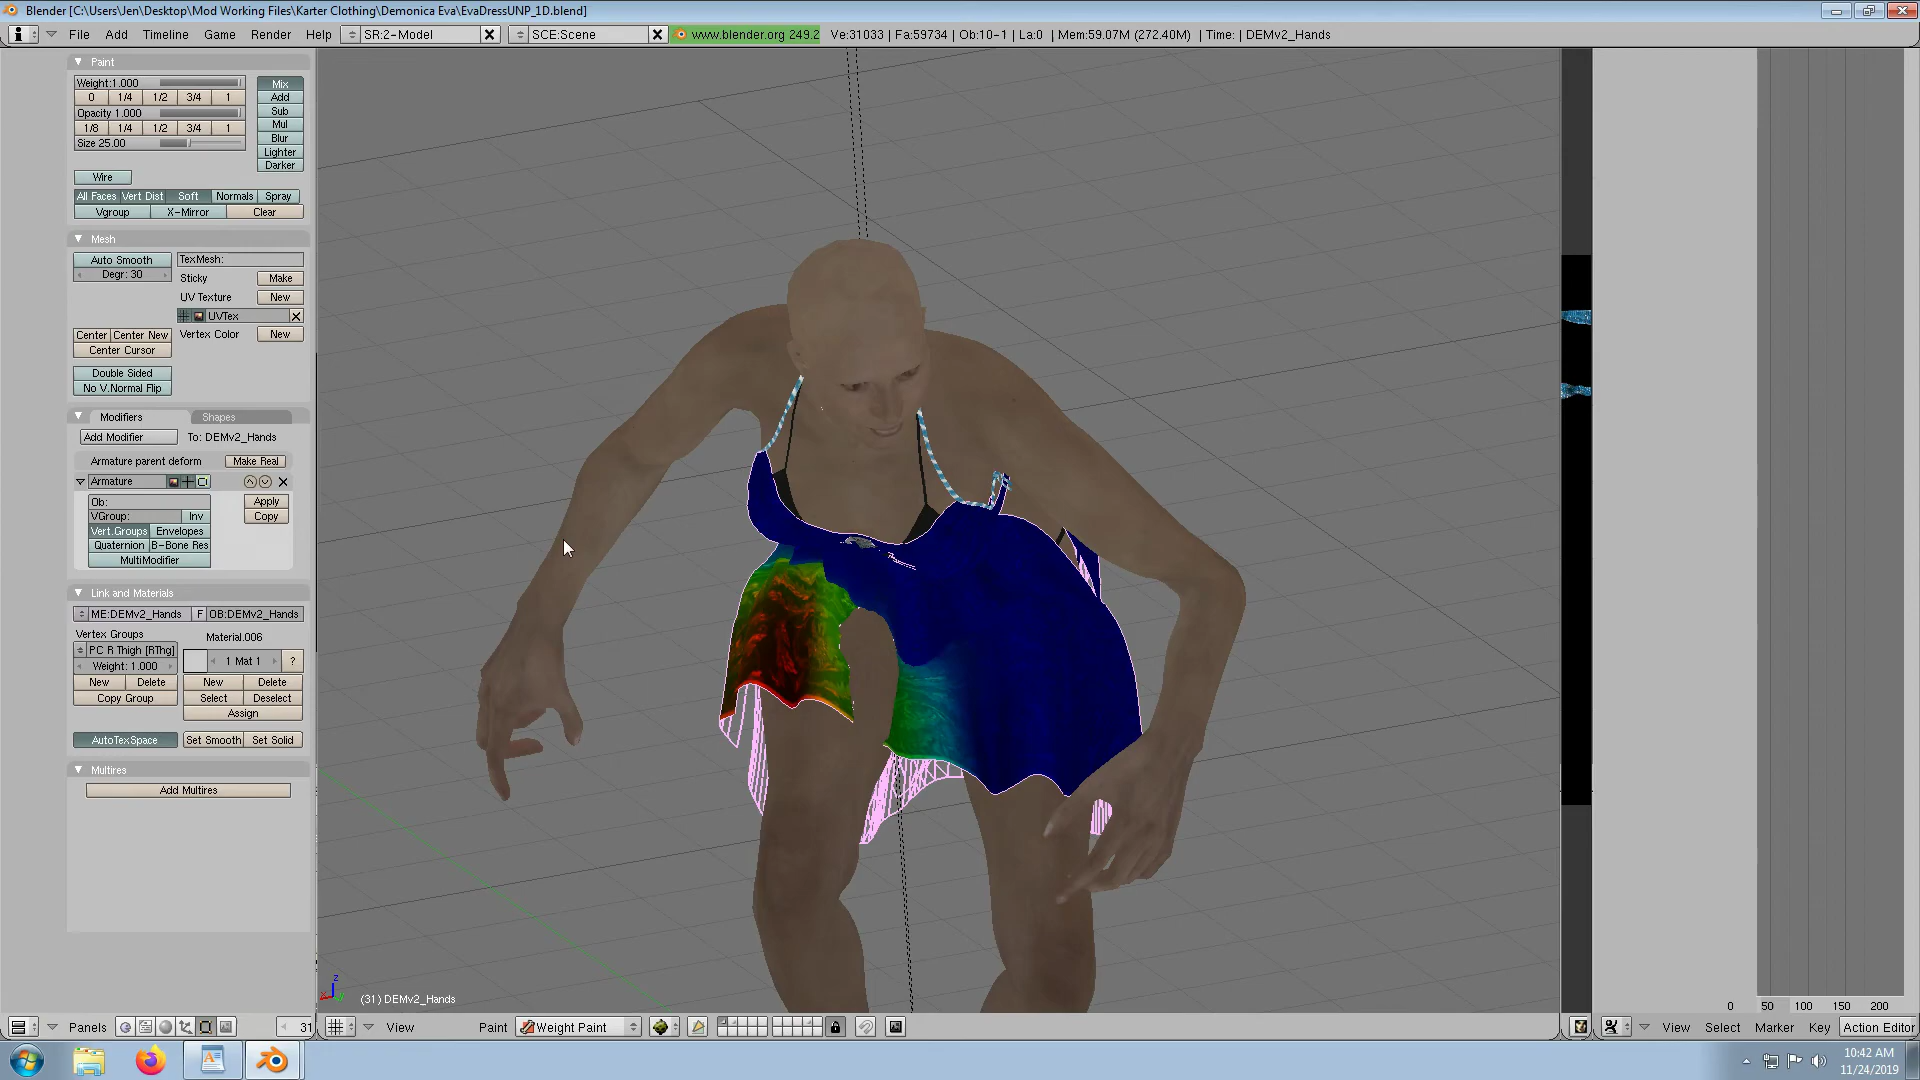 Blender [C:\Users\Jen\Desktop\Mod Working Files\Karter Clothing\Demonica Eva\EvaDressUNP_1D.blend]
File Add Timeline Game Render Help SR:2-Model SCE:Scene www.blender.org 249.2 Ve:31033 | Fa:59734 | Ob:10-1 | La:0 | Mem:59.07M (272.40M) | Time: | DEMv2_Hands
Paint
Weight:1.000 Mix
0 1/4 1/2 3/4 1 Add
Opacity 1.000 Sub
1/8 1/4 1/2 3/4 1 Mul
Size 25.00 Blur
Lighter
Darker
Wire
All Faces Vert Dist Soft Normals Spray
Vgroup X-Mirror Clear
Mesh
Auto Smooth TexMesh:
Degr: 30 Sticky Make
UV Texture New
UVTex
Center Center New Vertex Color New
Center Cursor
Double Sided
No V.Normal Flip
Modifiers Shapes
Add Modifier To: DEMv2_Hands
Armature parent deform Make Real
Armature
Ob: Apply
VGroup: Inv Copy
Vert.Groups Envelopes
Quaternion B-Bone Res
MultiModifier
Link and Materials
ME:DEMv2_Hands F OB:DEMv2_Hands
Vertex Groups Material.006
PC R Thigh [RThg] 1 Mat 1 ?
Weight: 1.000
New Delete New Delete
Copy Group Select Deselect
Assign
AutoTexSpace Set Smooth Set Solid
Multires
Add Multires
z
x y
(31) DEMv2_Hands
0 50 100 150 200
Panels 31 View Paint Weight Paint View Select Marker Key Action Editor
10:42 AM
11/24/2019